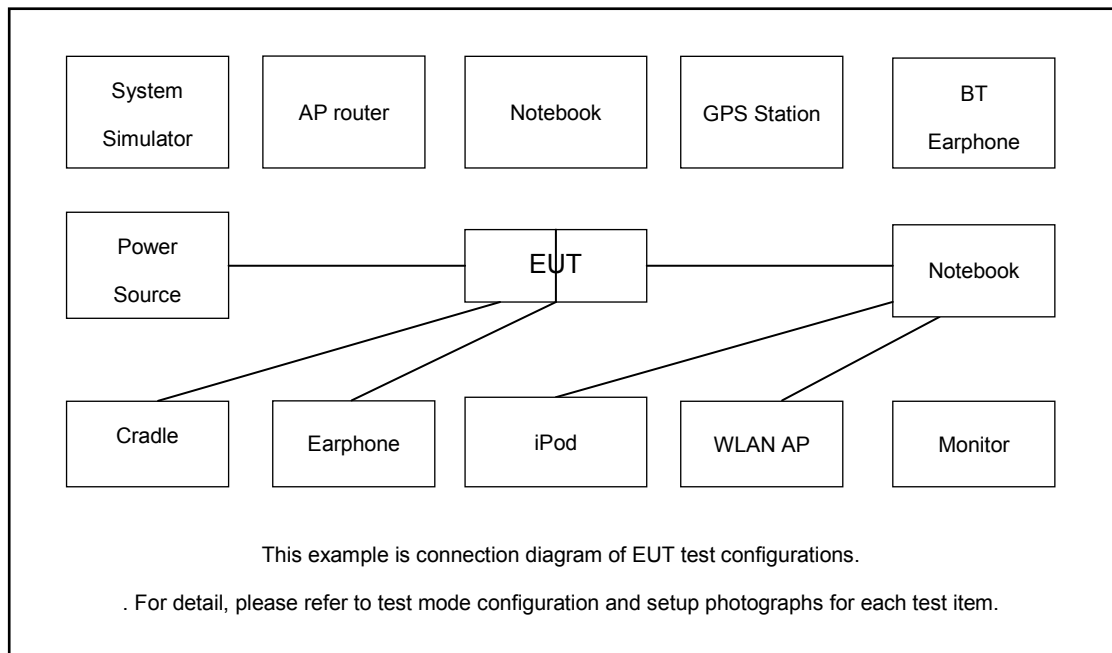 System
Simulator
AP router
Notebook
GPS Station
BT
Earphone
Power
Source
EUT
Notebook
Cradle
Earphone
iPod
WLAN AP
Monitor
This example is connection diagram of EUT test configurations.
. For detail, please refer to test mode configuration and setup photographs for each test item.